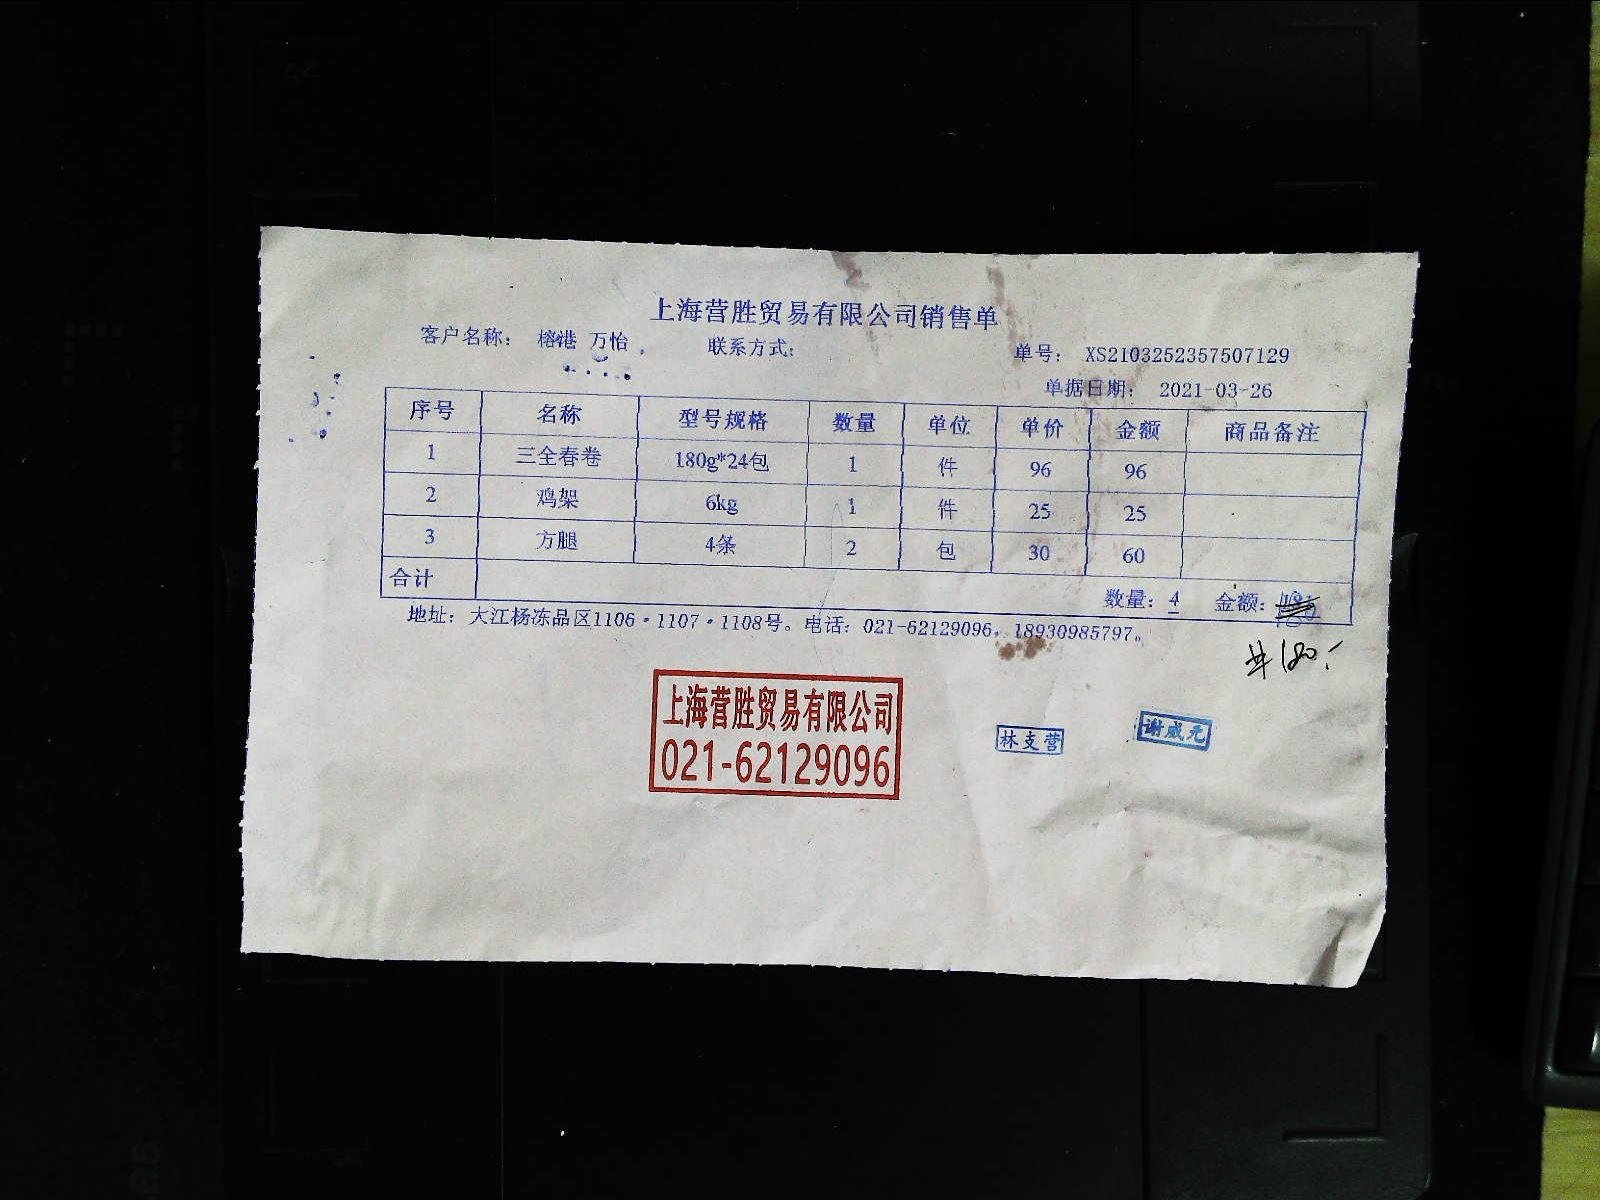 上海营胜贸易有限公司销售单
客户名称： 榕港 万怡 联系方式： 单号： XS2103252357507129
单据日期： 2021-03-26
序号 名称 型号规格 数量 单位 单价 金额 商品备注
1 三全春卷 180g*24包 1 件 96 96
2 鸡架 6kg 1 件 25 25
3 方腿 4条 2 包 30 60
合计 数量：4 金额：
地址：大江杨冻品区1106·1107·1108号。电话：021-62129096，18930985797。
共180.
上海营胜贸易有限公司
021-62129096
林支营
谢咸元